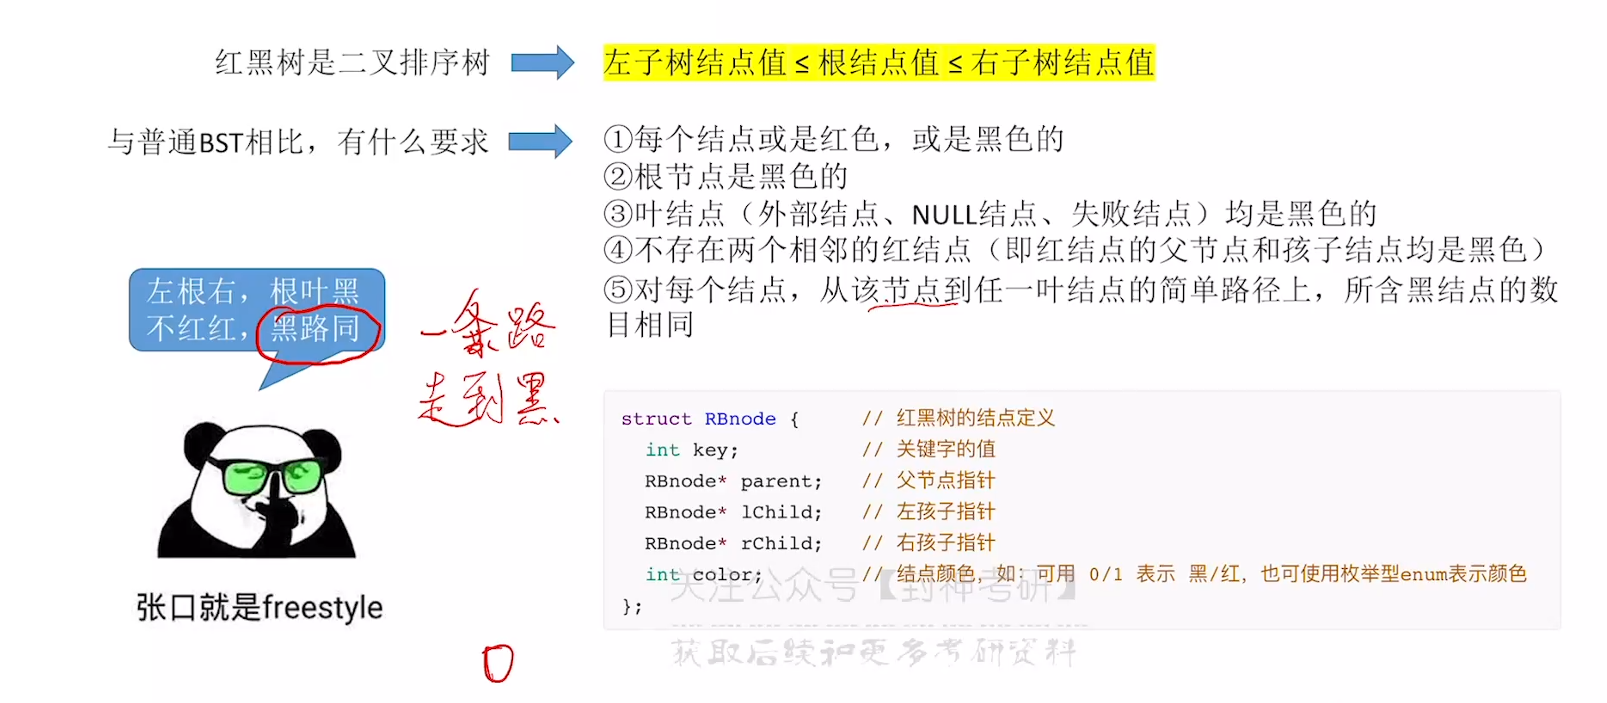 红黑树是二叉排序树
左子树结点值 ≤ 根结点值 ≤ 右子树结点值
与普通BST相比，有什么要求
①每个结点或是红色，或是黑色的
②根节点是黑色的
③叶结点（外部结点、NULL结点、失败结点）均是黑色的
④不存在两个相邻的红结点（即红结点的父节点和孩子结点均是黑色）
⑤对每个结点，从该节点到任一叶结点的简单路径上，所含黑结点的数
目相同
左根右，根叶黑
不红红，黑路同
一条路
走到黑
张口就是freestyle
struct RBnode { // 红黑树的结点定义
int key; // 关键字的值
RBnode* parent; // 父节点指针
RBnode* lChild; // 左孩子指针
RBnode* rChild; // 右孩子指针
int color; // 结点颜色，如：可用 0/1 表示 黑/红，也可使用枚举型enum表示颜色
};
关注公众号【封神考研】
获取后续和更多考研资料